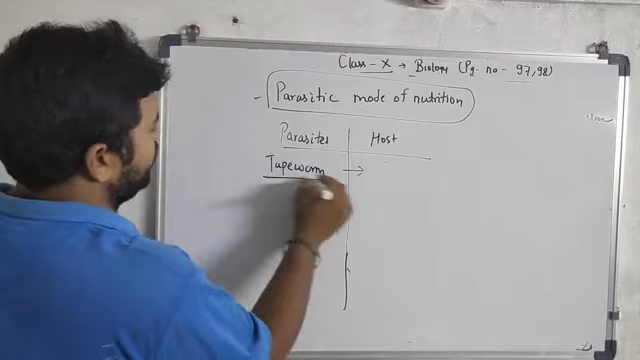 Class-X → Biology (Pg. no - 97,98)
- Parasitic mode of nutrition
Parasites Host
Tapeworm →